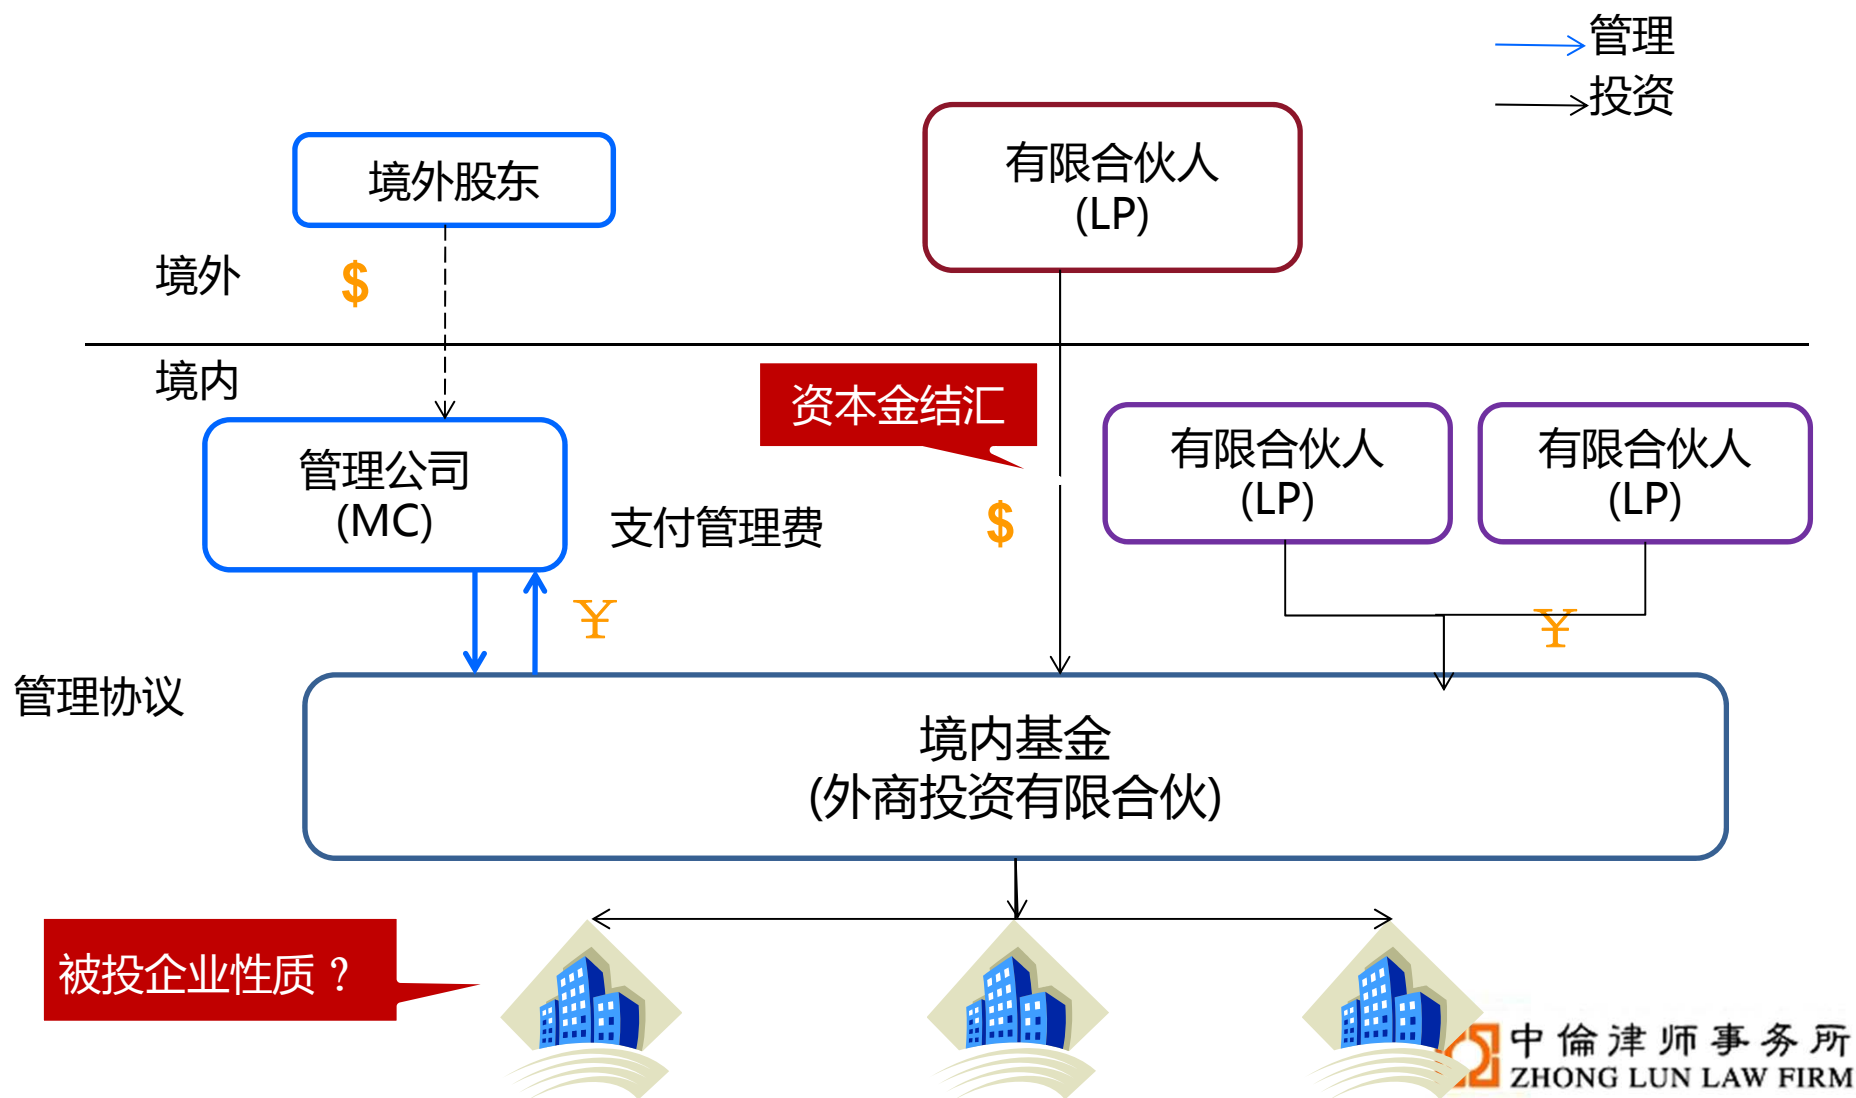 管理
投资
境外股东
有限合伙人
(LP)
境外
$
境内
资本金结汇
管理公司
(MC)
有限合伙人
(LP)
有限合伙人
(LP)
支付管理费
$
¥
¥
管理协议
境内基金
(外商投资有限合伙)
被投企业性质？
中倫律师事务所
ZHONG LUN LAW FIRM